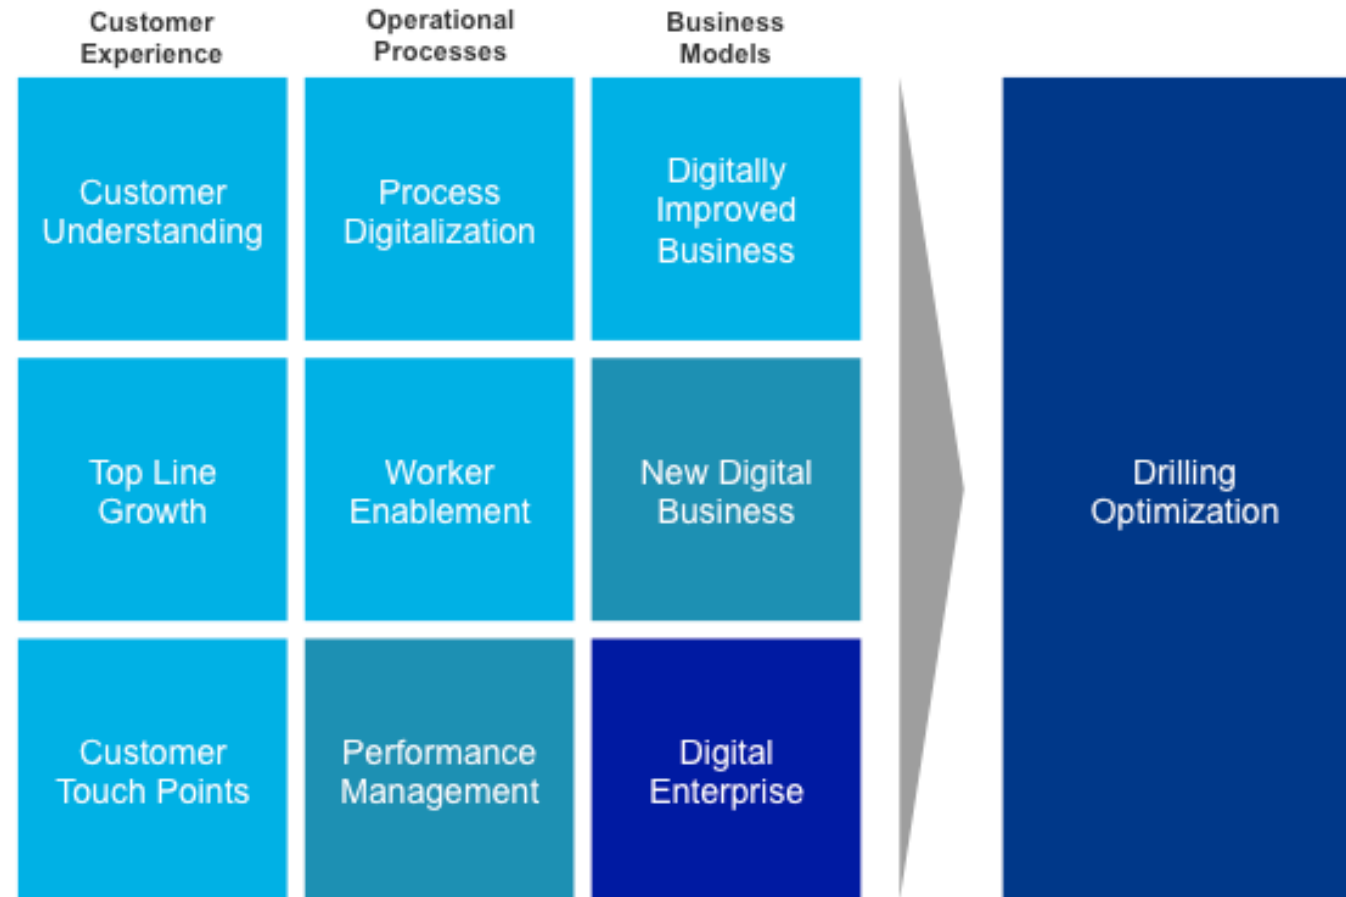 Customer
Experience
Operational
Processes
Business
Models
Customer
Understanding
Process
Digitalization
Digitally
Improved
Business
Top Line
Growth
Worker
Enablement
New Digital
Business
Drilling
Optimization
Customer
Touch Points
Performance
Management
Digital
Enterprise